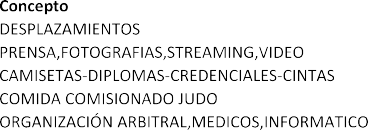 Concepto
DESPLAZAMIENTOS
PRENSA,FOTOGRAFIAS,STREAMING,VIDEO
CAMISETAS-DIPLOMAS-CREDENCIALES-CINTAS
COMIDA COMISIONADO JUDO
ORGANIZACIÓN ARBITRAL,MEDICOS,INFORMATICO